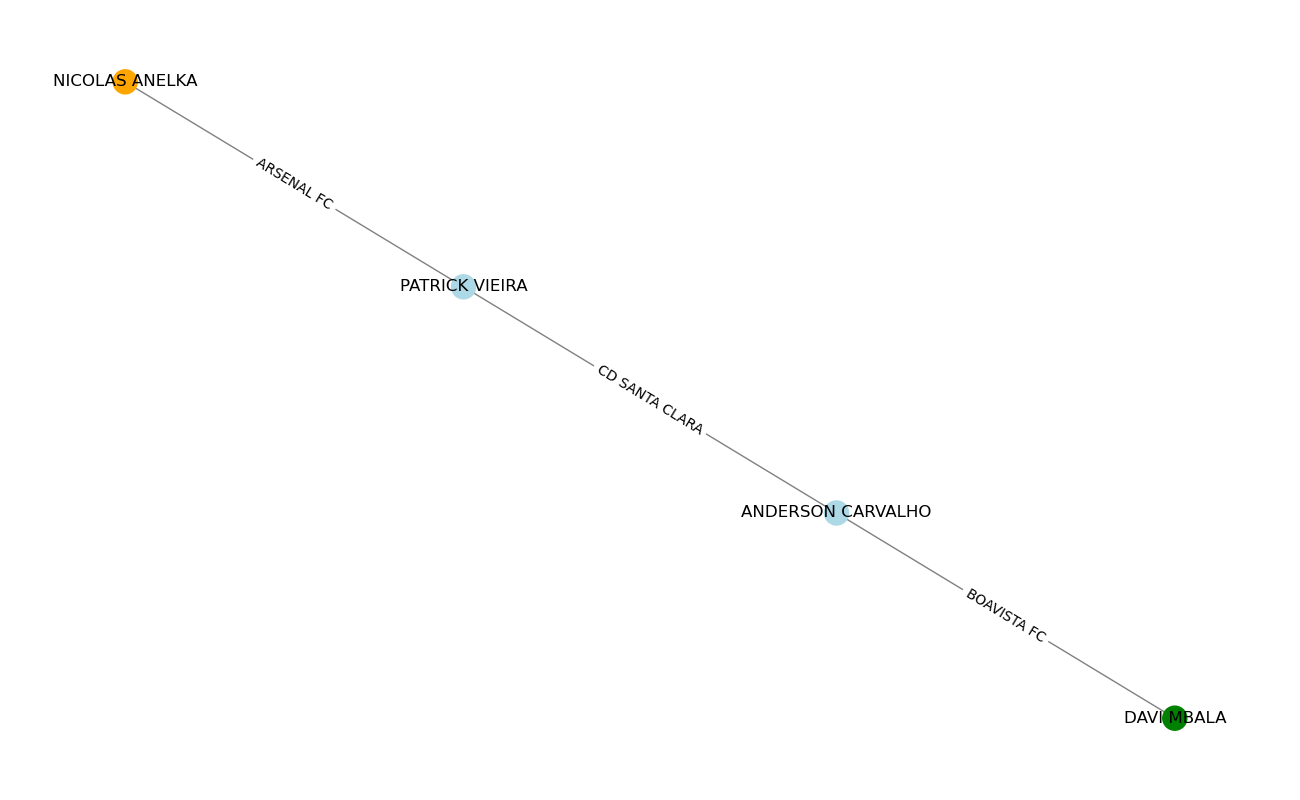 NICOLAS ANELKA
ARSENAL FC
PATRICK VIEIRA
CD SANTA CLARA
ANDERSON CARVALHO
BOAVISTA FC
DAVI MBALA